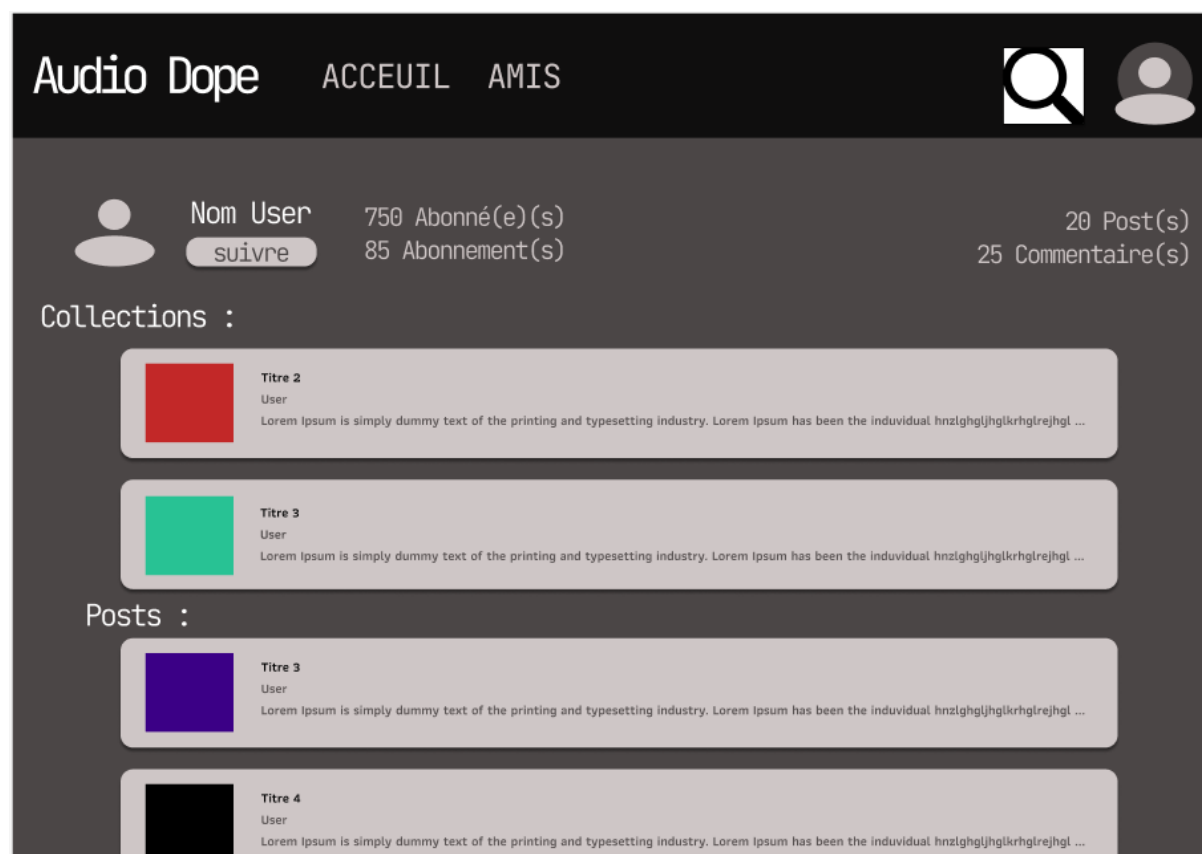 Audio Dope ACCEUIL AMIS
Nom User
suivre
750 Abonné(e)(s)
85 Abonnement(s)
20 Post(s)
25 Commentaire(s)
Collections :
Titre 2
User
Lorem Ipsum is simply dummy text of the printing and typesetting industry. Lorem Ipsum has been the induvidual hnzlghgljhglkrhglrejhgl ...
Titre 3
User
Lorem Ipsum is simply dummy text of the printing and typesetting industry. Lorem Ipsum has been the induvidual hnzlghgljhglkrhglrejhgl ...
Posts :
Titre 3
User
Lorem Ipsum is simply dummy text of the printing and typesetting industry. Lorem Ipsum has been the induvidual hnzlghgljhglkrhglrejhgl ...
Titre 4
User
Lorem Ipsum is simply dummy text of the printing and typesetting industry. Lorem Ipsum has been the induvidual hnzlghgljhglkrhglrejhgl ...